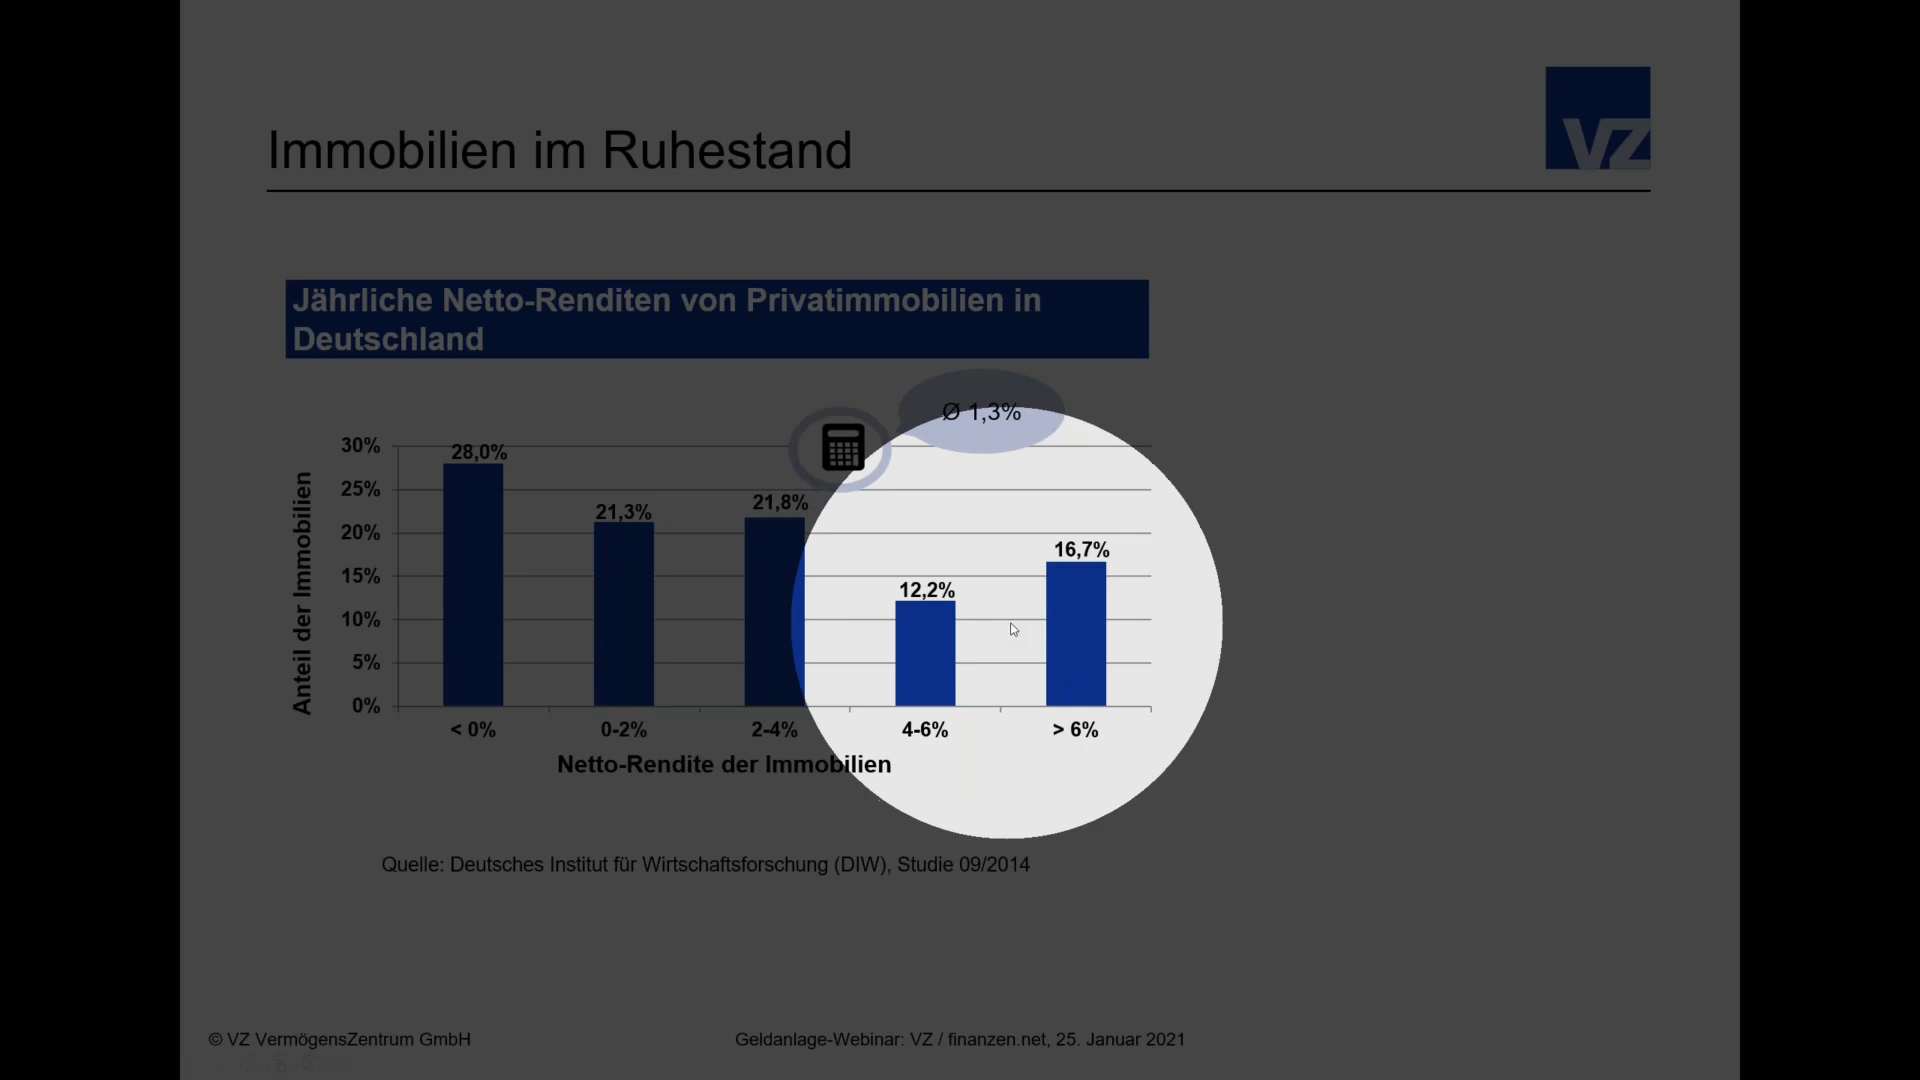 VZ
Immobilien im Ruhestand
Jährliche Netto-Renditen von Privatimmobilien in
Deutschland
Ø 1,3%
30%
25%
20%
15%
10%
5%
0%
Anteil der Immobilien
28,0%
21,3%
21,8%
12,2%
16,7%
< 0%
0-2%
2-4%
4-6%
> 6%
Netto-Rendite der Immobilien
Quelle: Deutsches Institut für Wirtschaftsforschung (DIW), Studie 09/2014
© VZ VermögensZentrum GmbH
Geldanlage-Webinar: VZ / finanzen.net, 25. Januar 2021